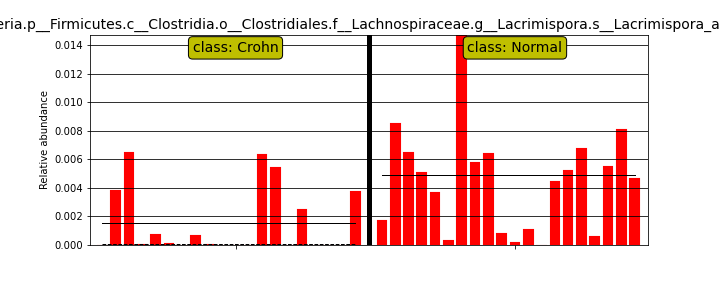 eria.p__Firmicutes.c__Clostridia.o__Clostridiales.f__Lachnospiraceae.g__Lacrimispora.s__Lacrimispora_a
class: Crohn
class: Normal
Relative abundance
0.014
0.012
0.010
0.008
0.006
0.004
0.002
0.000